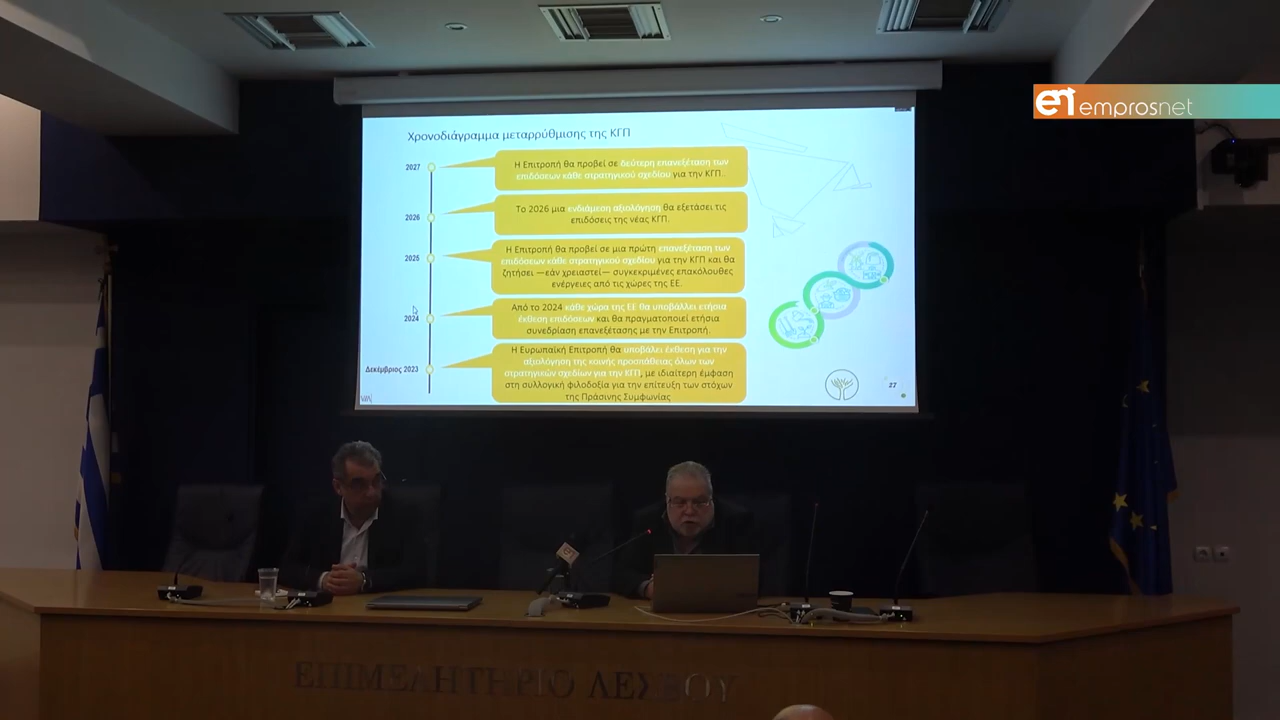 emprosnet
Χρονοδιάγραμμα μεταρρύθμισης της ΚΓΠ
2027
Η Επιτροπή θα προβεί σε δεύτερη επανεξέταση των
επιδόσεων κάθε στρατηγικού σχεδίου για την ΚΓΠ.
2026
Το 2026 μια ενδιάμεση αξιολόγηση θα εξετάσει τις
επιδόσεις της νέας ΚΓΠ.
2025
Η Επιτροπή θα προβεί σε μια πρώτη επανεξέταση των
επιδόσεων κάθε στρατηγικού σχεδίου για την ΚΓΠ και θα
ζητήσει —εάν χρειαστεί— συγκεκριμένες επακόλουθες
ενέργειες από τις χώρες της ΕΕ.
2024
Από το 2024 κάθε χώρα της ΕΕ θα υποβάλλει ετήσια
έκθεση επιδόσεων και θα πραγματοποιεί ετήσια
συνεδρίαση επανεξέτασης με την Επιτροπή.
Δεκέμβριος 2023
Η Ευρωπαϊκή Επιτροπή θα υποβάλει έκθεση για την
αξιολόγηση της κοινής προσπάθειας όλων των
στρατηγικών σχεδίων για την ΚΓΠ, με ιδιαίτερη έμφαση
στη συλλογική φιλοδοξία για την επίτευξη των στόχων
της Πράσινης Συμφωνίας
27
ΕΠΙΜΕΛΗΤΗΡΙΟ ΛΕΣΒΟΥ